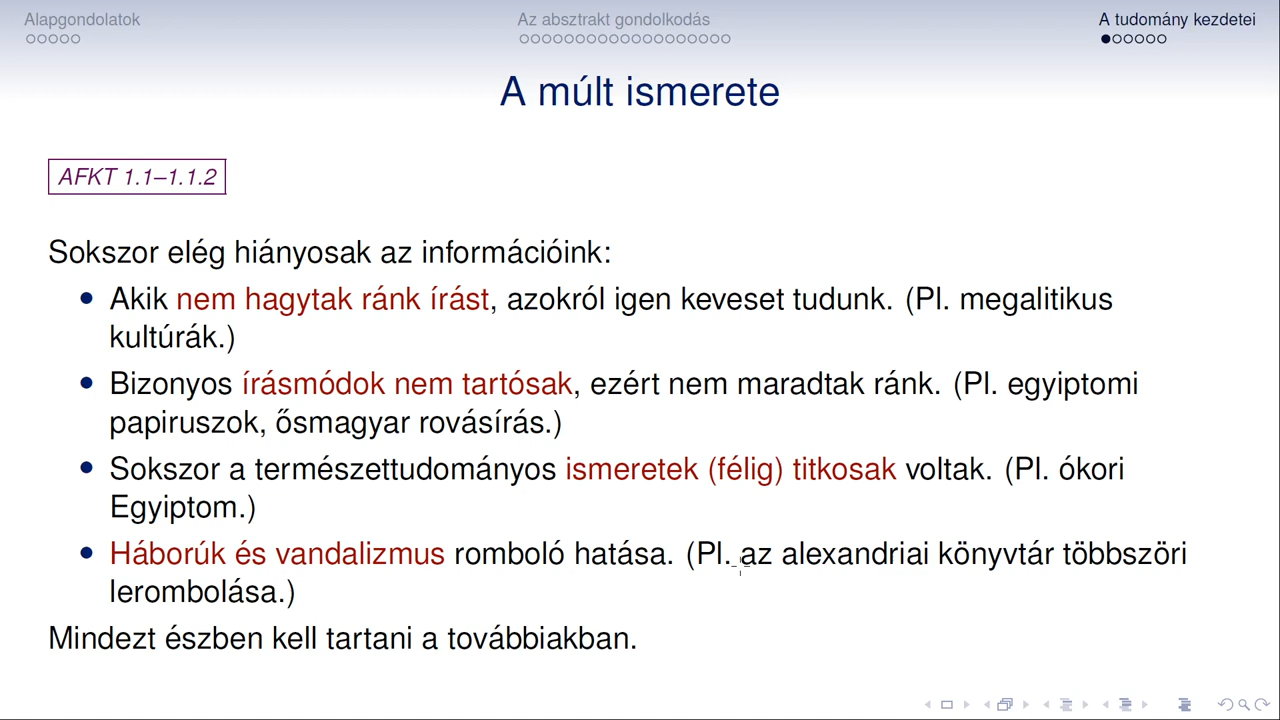 Alapgondolatok
Az absztrakt gondolkodás
A tudomány kezdetei
A múlt ismerete
AFKT 1.1–1.1.2
Sokszor elég hiányosak az információink:
Akik nem hagytak ránk írást, azokról igen keveset tudunk. (Pl. megalitikus
kultúrák.)
Bizonyos írásmódok nem tartósak, ezért nem maradtak ránk. (Pl. egyiptomi
papiruszok, ősmagyar rovásírás.)
Sokszor a természettudományos ismeretek (félig) titkosak voltak. (Pl. ókori
Egyiptom.)
Háborúk és vandalizmus romboló hatása. (Pl. az alexandriai könyvtár többszöri
lerombolása.)
Mindezt észben kell tartani a továbbiakban.